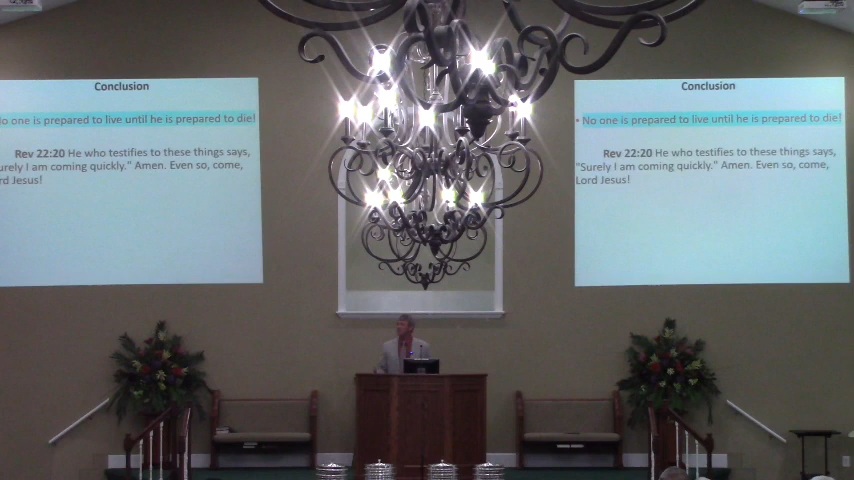 Conclusion
o one is prepared to live until he is prepared to die!
Rev 22:20 He who testifies to these things says,
urely I am coming quickly." Amen. Even so, come,
rd Jesus!
Conclusion
• No one is prepared to live until he is prepared to die!
Rev 22:20 He who testifies to these things says,
"Surely I am coming quickly." Amen. Even so, come,
Lord Jesus!